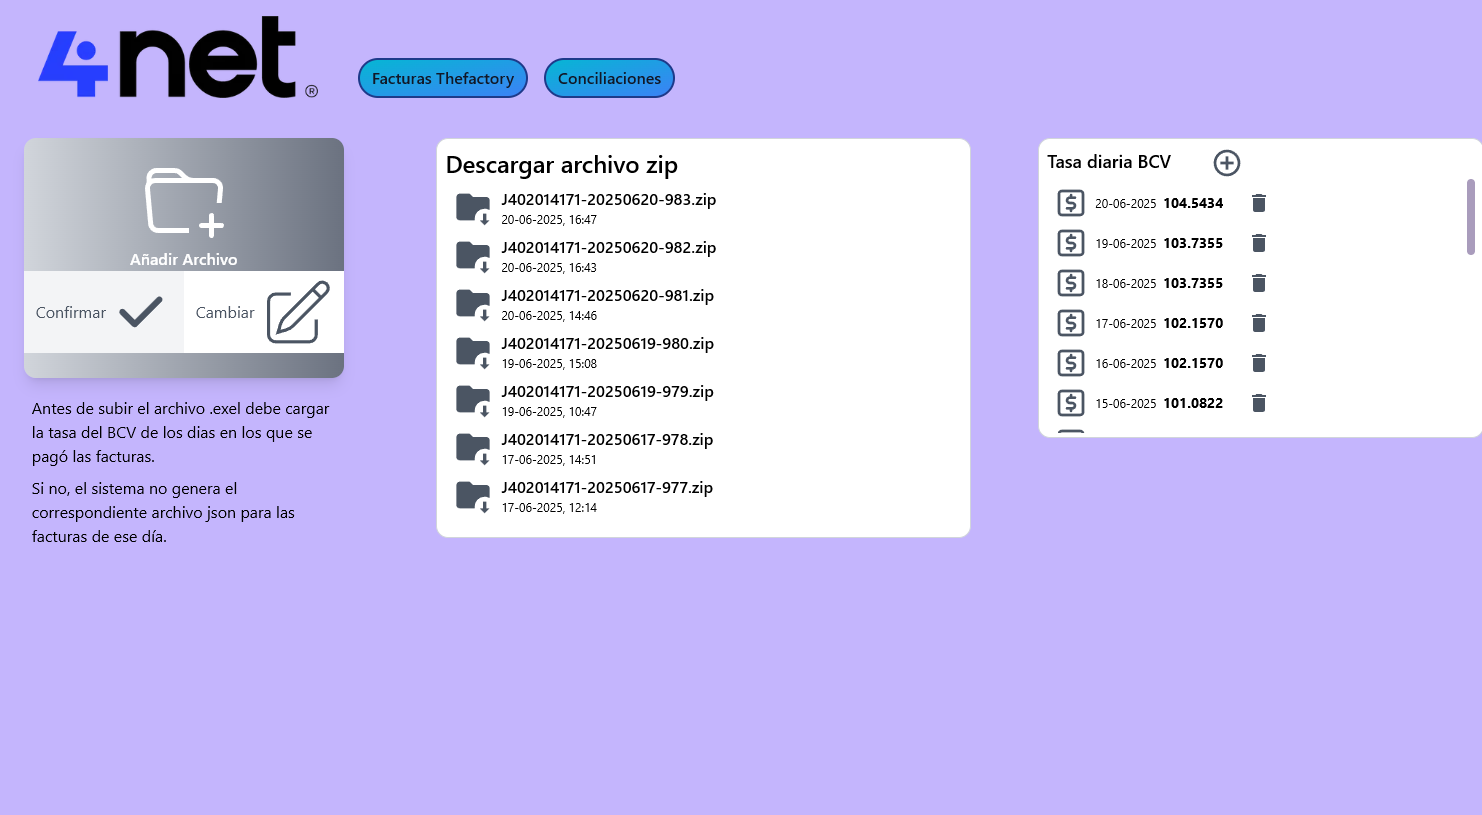 4net ®
Facturas Thefactory
Conciliaciones
Añadir Archivo
Confirmar
Cambiar
Antes de subir el archivo .exel debe cargar
la tasa del BCV de los dias en los que se
pagó las facturas.
Si no, el sistema no genera el
correspondiente archivo json para las
facturas de ese día.
Descargar archivo zip
J402014171-20250620-983.zip
20-06-2025, 16:47
J402014171-20250620-982.zip
20-06-2025, 16:43
J402014171-20250620-981.zip
20-06-2025, 14:46
J402014171-20250619-980.zip
19-06-2025, 15:08
J402014171-20250619-979.zip
19-06-2025, 10:47
J402014171-20250617-978.zip
17-06-2025, 14:51
J402014171-20250617-977.zip
17-06-2025, 12:14
Tasa diaria BCV
20-06-2025 104.5434
19-06-2025 103.7355
18-06-2025 103.7355
17-06-2025 102.1570
16-06-2025 102.1570
15-06-2025 101.0822